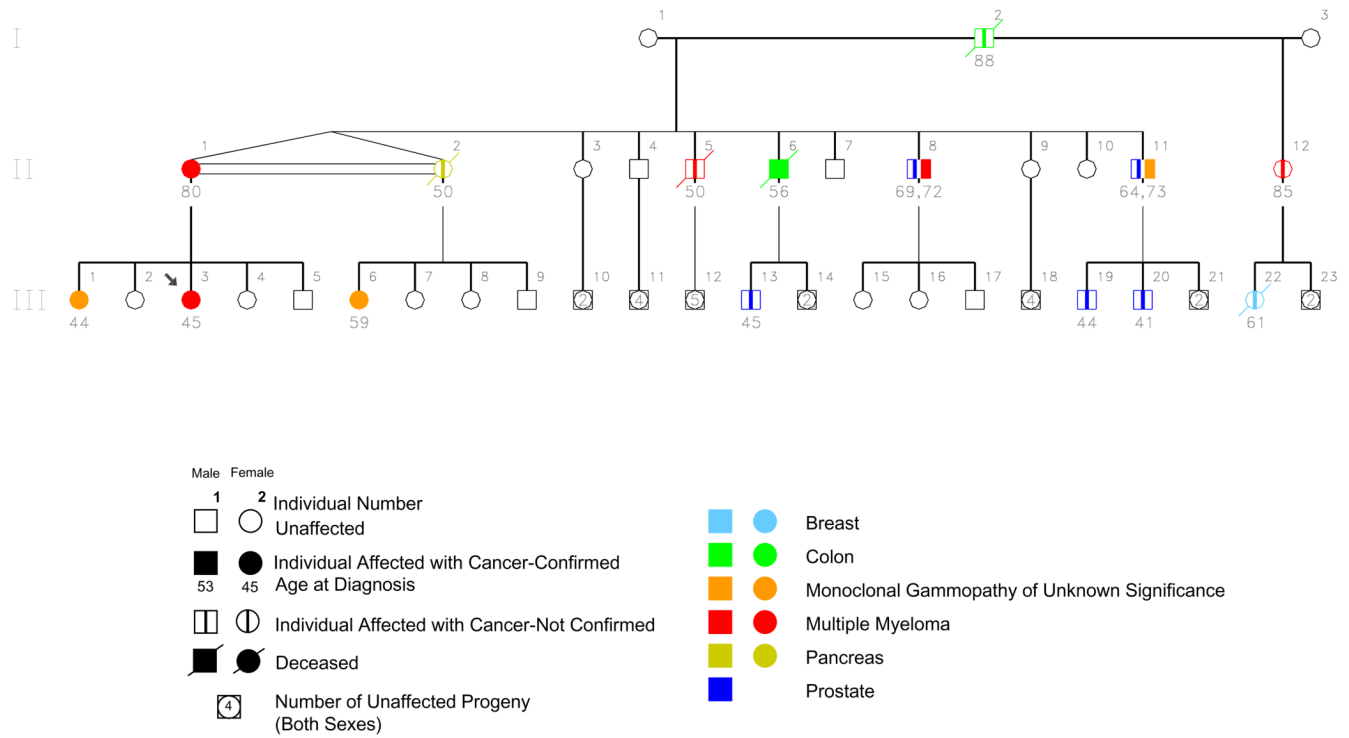 1 2 3
I
88
1 2 3 4 5 6 7 8 9 10 11 12
II
80 50 50 56 69,72 64,73 85
1 2 3 4 5 6 7 8 9 10 11 12 13 14 15 16 17 18 19 20 21 22 23
III 2 4 5 2 4 2 2
44 45 59 45 44 41 61
Male Female
1 2 Individual Number
Unaffected
Individual Affected with Cancer-Confirmed
53 45 Age at Diagnosis
Individual Affected with Cancer-Not Confirmed
Deceased
4 Number of Unaffected Progeny
(Both Sexes)
Breast
Colon
Monoclonal Gammopathy of Unknown Significance
Multiple Myeloma
Pancreas
Prostate